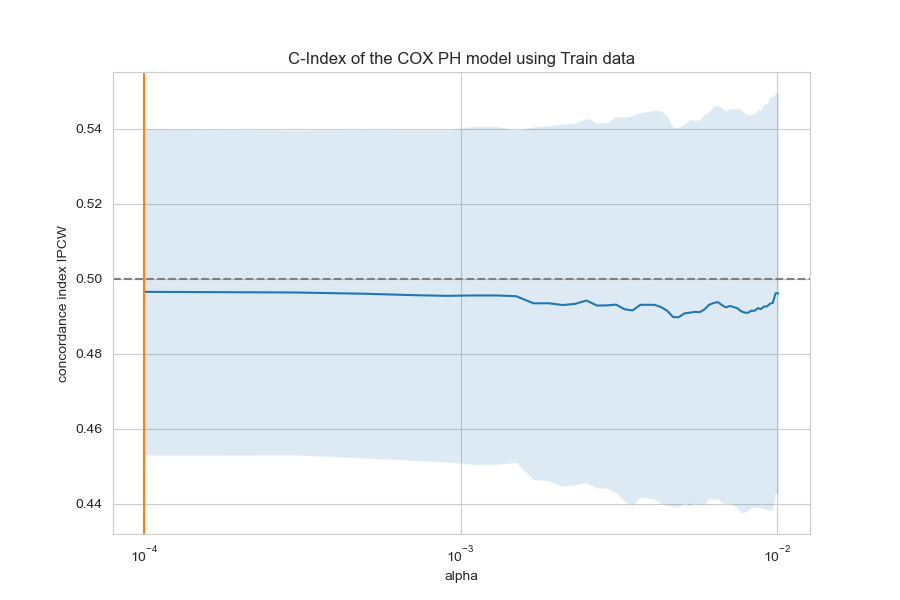 C-Index of the COX PH model using Train data
concordance index IPCW
0.54
0.52
0.50
0.48
0.46
0.44
10⁻⁴ 10⁻³ 10⁻²
alpha